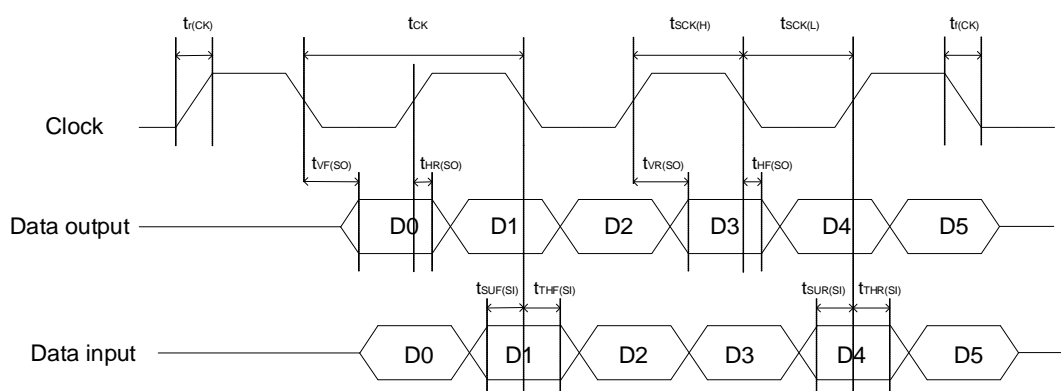 tr(CK) tCK tSCK(H) tSCK(L) tf(CK)
Clock
tVF(SO) tHR(SO) tVR(SO) tHF(SO)
Data output D0 D1 D2 D3 D4 D5
tSUF(SI) tTHF(SI) tSUR(SI) tTHR(SI)
Data input D0 D1 D2 D3 D4 D5